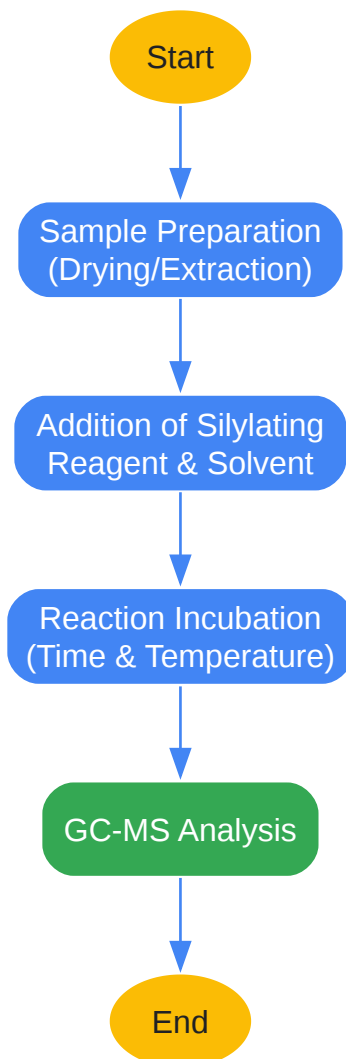 Start
Sample Preparation
(Drying/Extraction)
Addition of Silylating
Reagent & Solvent
Reaction Incubation
(Time & Temperature)
GC-MS Analysis
End